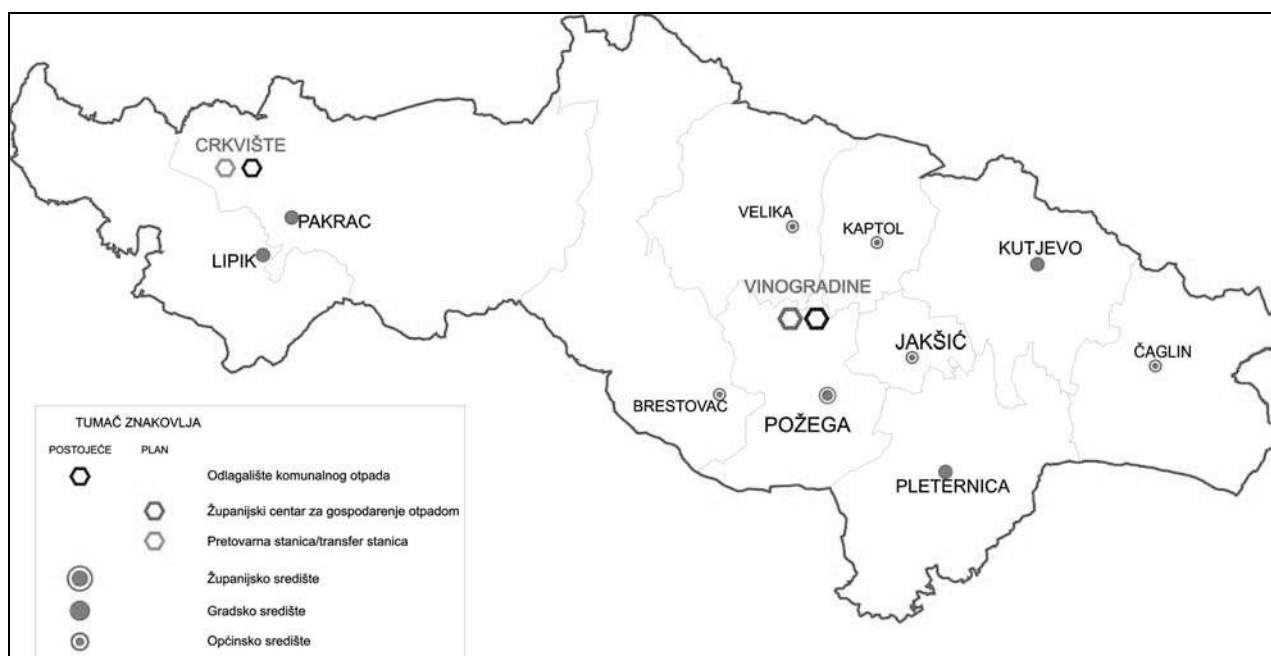 CRKVIŠTE
PAKRAC
LIPIK
VELIKA
KAPTOL
KUTJEVO
VINOGRADINE
JAKŠIĆ
ČAGLIN
BRESTOVAC
POŽEGA
PLETERNICA
TUMAČ ZNAKOVLJA
POSTOJEĆE PLAN
Odlagalište komunalnog otpada
Županijski centar za gospodarenje otpadom
Pretovarna stanica/transfer stanica
Županijsko središte
Gradsko središte
Općinsko središte